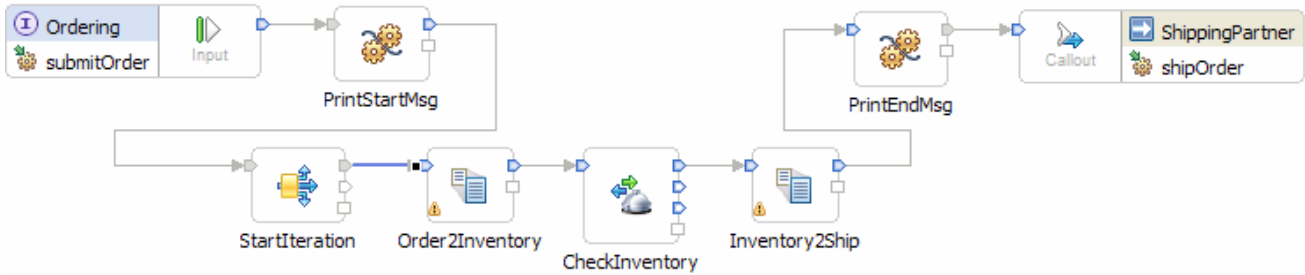 Ordering
submitOrder
Input
PrintStartMsg
PrintEndMsg
Callout
ShippingPartner
shipOrder
StartIteration
Order2Inventory
CheckInventory
Inventory2Ship